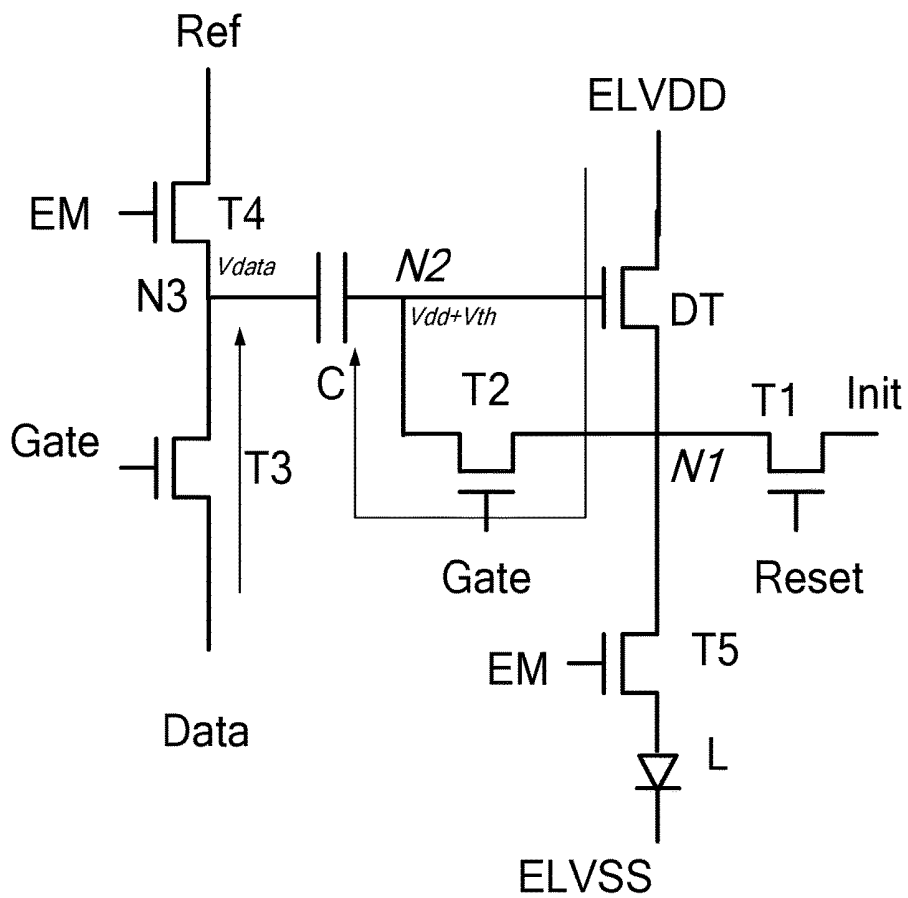 Ref
ELVDD
EM
T4
Vdata
N2
N3
Vdd+Vth
DT
C
T2
T1
Init
Gate
T3
N1
Gate
Reset
T5
EM
Data
L
ELVSS